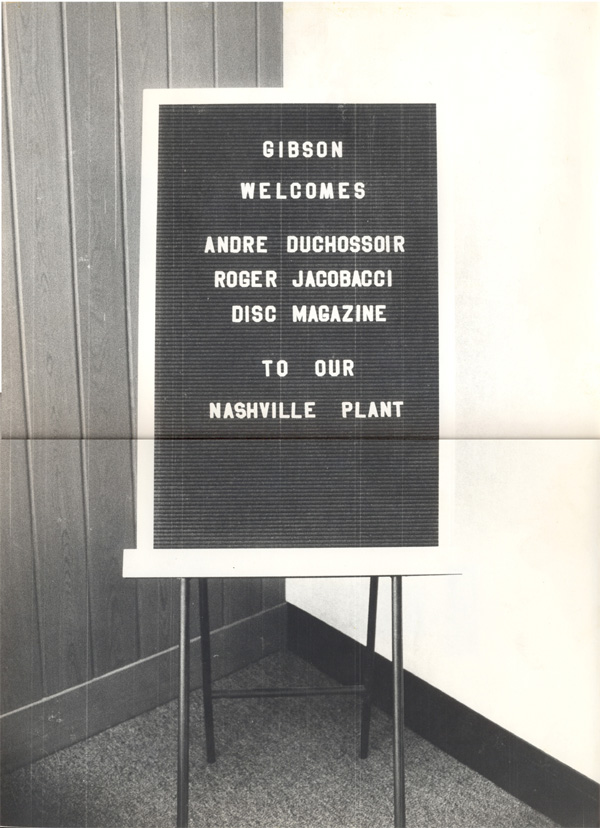 GIBSON
WELCOMES
ANDRE DUCHOSSOIR
ROGER JACOBACCI
DISC MAGAZINE
TO OUR
NASHVILLE PLANT